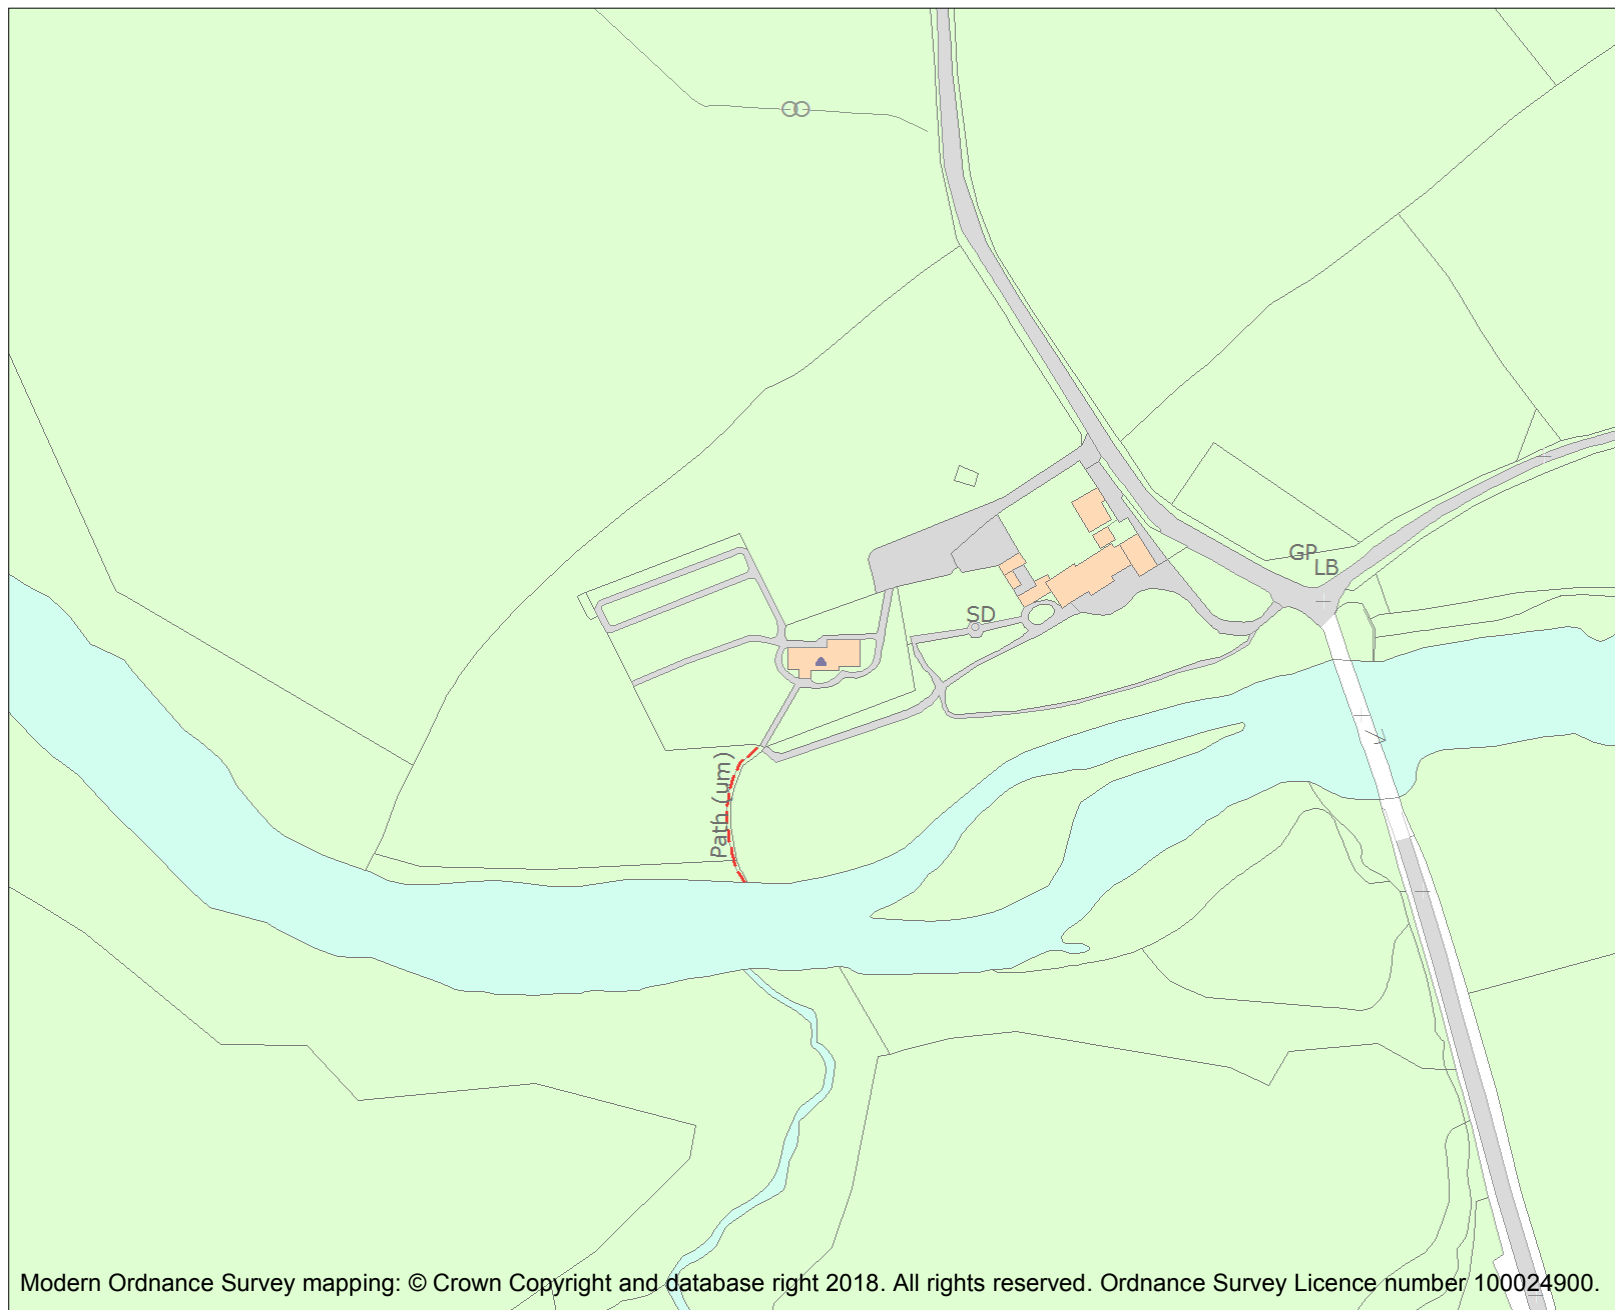 GP
LB
SD
Path (um)
Modern Ordnance Survey mapping: © Crown Copyright and database right 2018. All rights reserved. Ordnance Survey Licence number 100024900.